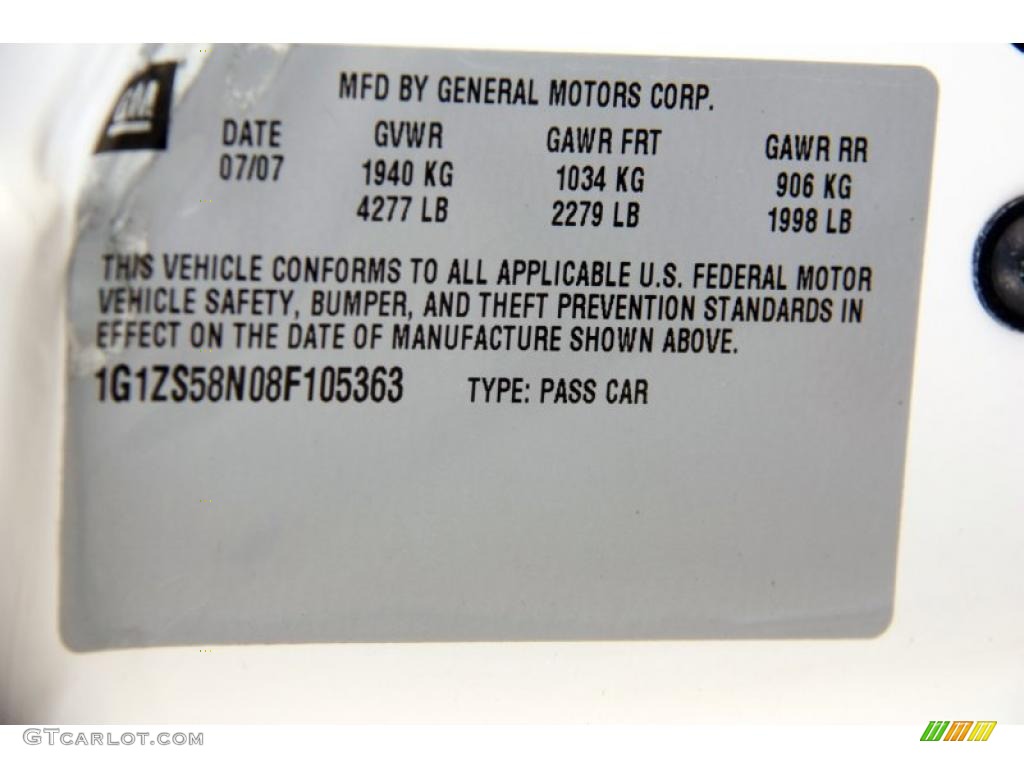 MFD BY GENERAL MOTORS CORP.
DATE GVWR GAWR FRT GAWR RR
07/07 1940 KG 1034 KG 906 KG
4277 LB 2279 LB 1998 LB
THIS VEHICLE CONFORMS TO ALL APPLICABLE U.S. FEDERAL MOTOR
VEHICLE SAFETY, BUMPER, AND THEFT PREVENTION STANDARDS IN
EFFECT ON THE DATE OF MANUFACTURE SHOWN ABOVE.
1G1ZS58N08F105363 TYPE: PASS CAR
GTCARLOT.COM